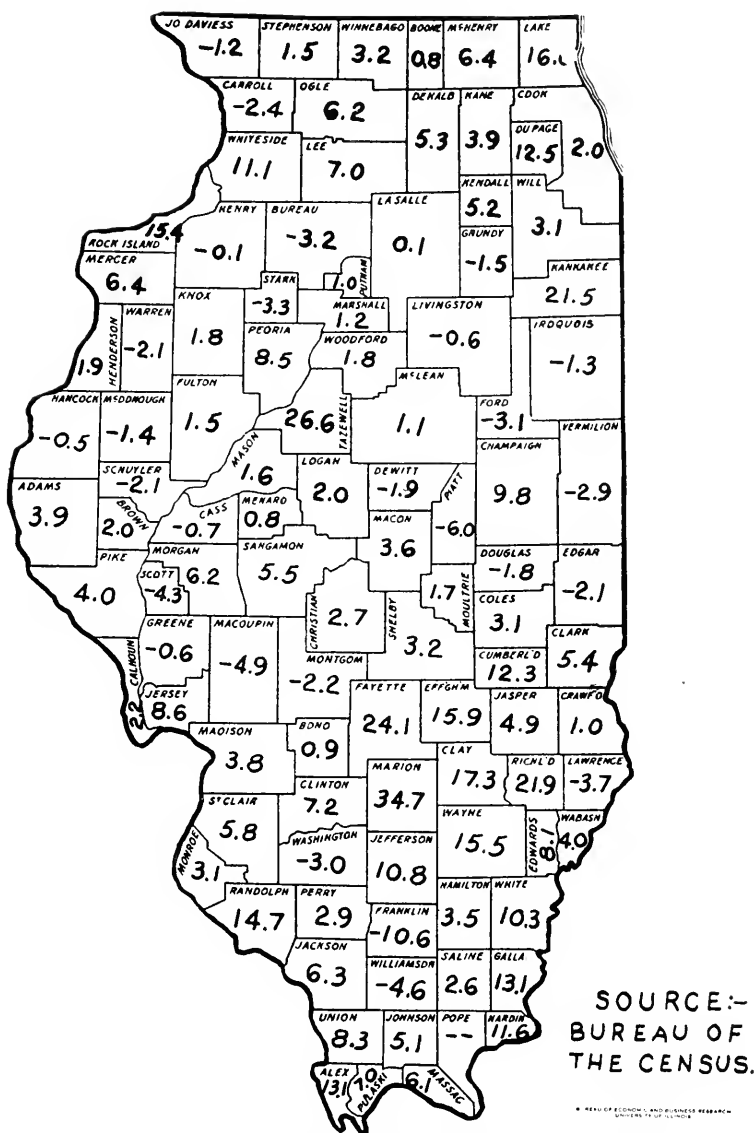 JO DAVIESS
-1.2
STEPHENSON
1.5
WINNEBAGO
3.2
BOONE
0.8
McHENRY
6.4
LAKE
CARROLL
-2.4
OGLE
6.2
DEKALB
5.3
KANE
3.9
COOK
2.0
DU PAGE
12.5
WHITESIDE
11.1
LEE
7.0
KENDALL
5.2
WILL
3.1
ROCK ISLAND
15.4
HENRY
-0.1
BUREAU
-3.2
LASALLE
0.1
GRUNDY
-1.5
KANKAKEE
21.5
MERCER
6.4
STARK
-3.3
PUTNAM
1.0
MARSHALL
1.2
LIVINGSTON
-0.6
IROQUOIS
-1.3
HENDERSON
1.9
WARREN
-2.1
KNOX
1.8
PEORIA
8.5
WOODFORD
1.8
McLEAN
1.1
FORD
-3.1
VERMILION
-2.9
HANCOCK
-0.5
McDONOUGH
-1.4
FULTON
1.5
TAZEWELL
26.6
CHAMPAIGN
9.8
SCHUYLER
-2.1
MASON
1.6
LOGAN
2.0
DEWITT
-1.9
PIATT
-6.0
ADAMS
3.9
BROWN
2.0
CASS
-0.7
MENARD
0.8
MACON
3.6
PIKE
4.0
SCOTT
-4.3
MORGAN
6.2
SANGAMON
5.5
CHRISTIAN
2.7
MOULTRIE
1.7
DOUGLAS
-1.8
EDGAR
-2.1
COLES
3.1
SHELBY
3.2
CALHOUN
2.2
GREENE
-0.6
MACOUPIN
-4.9
MONTGOM
-2.2
CUMBERL'D
12.3
CLARK
5.4
JERSEY
8.6
FAYETTE
24.1
EFFGH'M
15.9
JASPER
4.9
CRAWFD
1.0
MADISON
3.8
BOND
0.9
CLAY
17.3
RICHL'D
21.9
LAWRENCE
-3.7
CLINTON
7.2
MARION
34.7
ST CLAIR
5.8
WASHINGTON
-3.0
JEFFERSON
10.8
WAYNE
15.5
EDWARDS
8.1
WABASH
4.0
MONROE
3.1
RANDOLPH
14.7
PERRY
2.9
FRANKLIN
-10.6
HAMILTON
3.5
WHITE
10.3
JACKSON
6.3
WILLIAMSON
-4.6
SALINE
2.6
GALLA
13.1
UNION
8.3
JOHNSON
5.1
POPE
--
HARDIN
11.6
ALEX
13.1
PULASKI
7.0
MASSAC
6.1
SOURCE:-
BUREAU OF
THE CENSUS.
BUREAU OF ECONOMIC AND BUSINESS RESEARCH
UNIVERSITY OF ILLINOIS